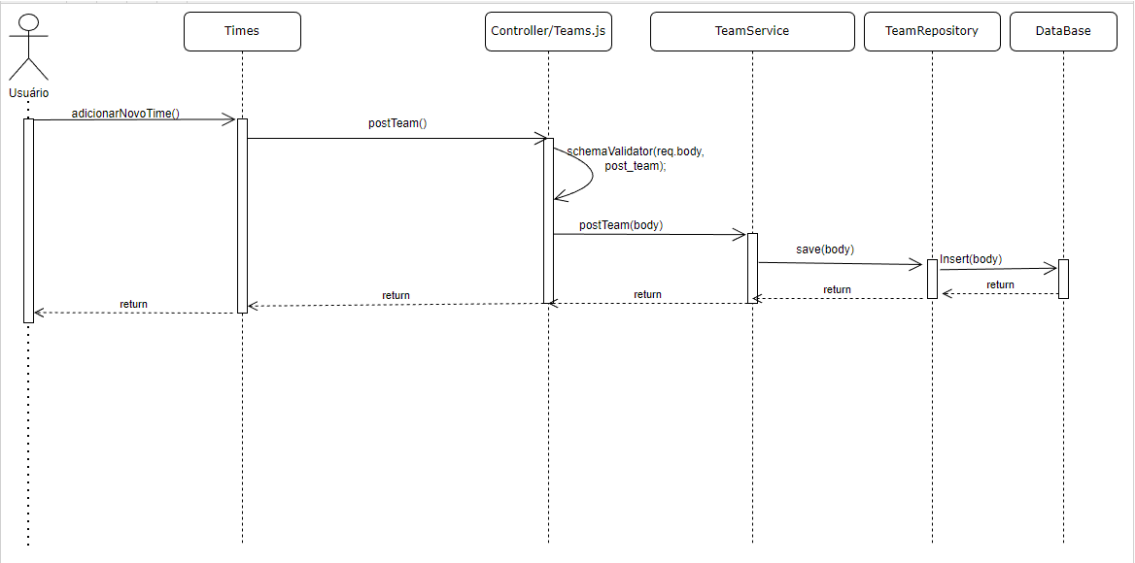 Times
Controller/Teams.js
TeamService
TeamRepository
DataBase
Usuário
adicionarNovoTime()
postTeam()
schemaValidator(req.body,
post_team);
postTeam(body)
save(body)
Insert(body)
return
return
return
return
return